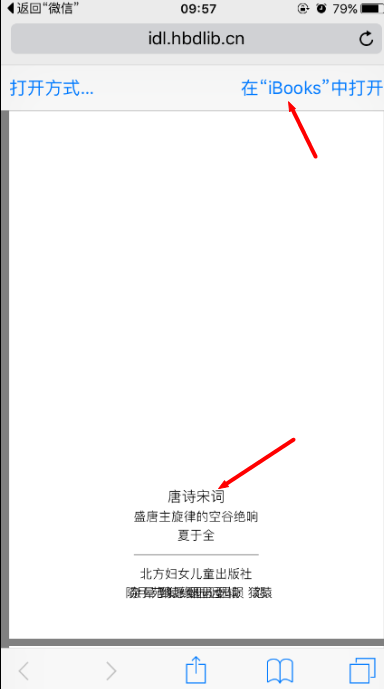 返回“微信”
09:57
79%
idl.hbdlib.cn
打开方式...
在“iBooks”中打开
唐诗宋词
盛唐主旋律的空谷绝响
夏于全
北方妇女儿童出版社